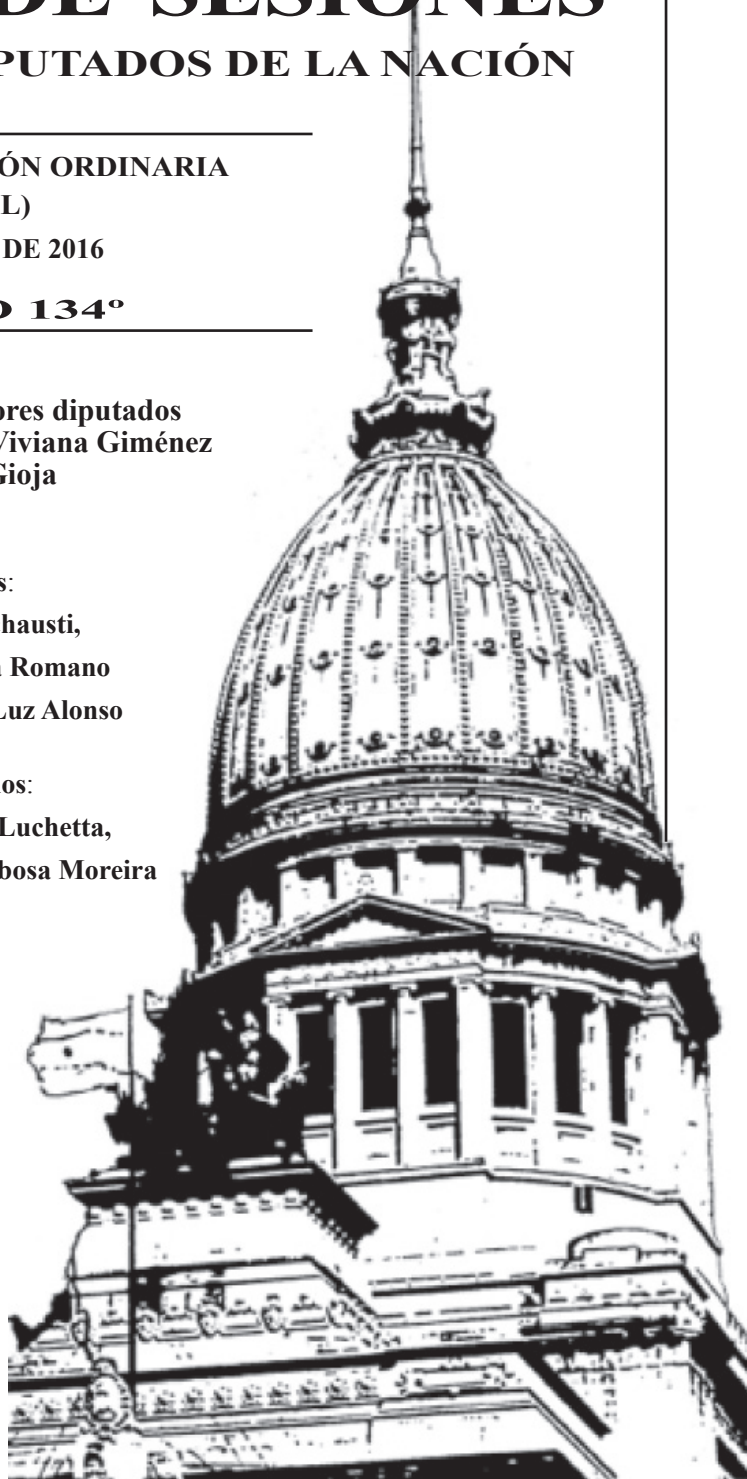 DE SESIONES
PUTADOS DE LA NACIÓN
ÓN ORDINARIA
L)
DE 2016
O 134º
ores diputados
Viviana Giménez
Gioja
s:
hausti,
a Romano
Luz Alonso
ios:
Luchetta,
bosa Moreira